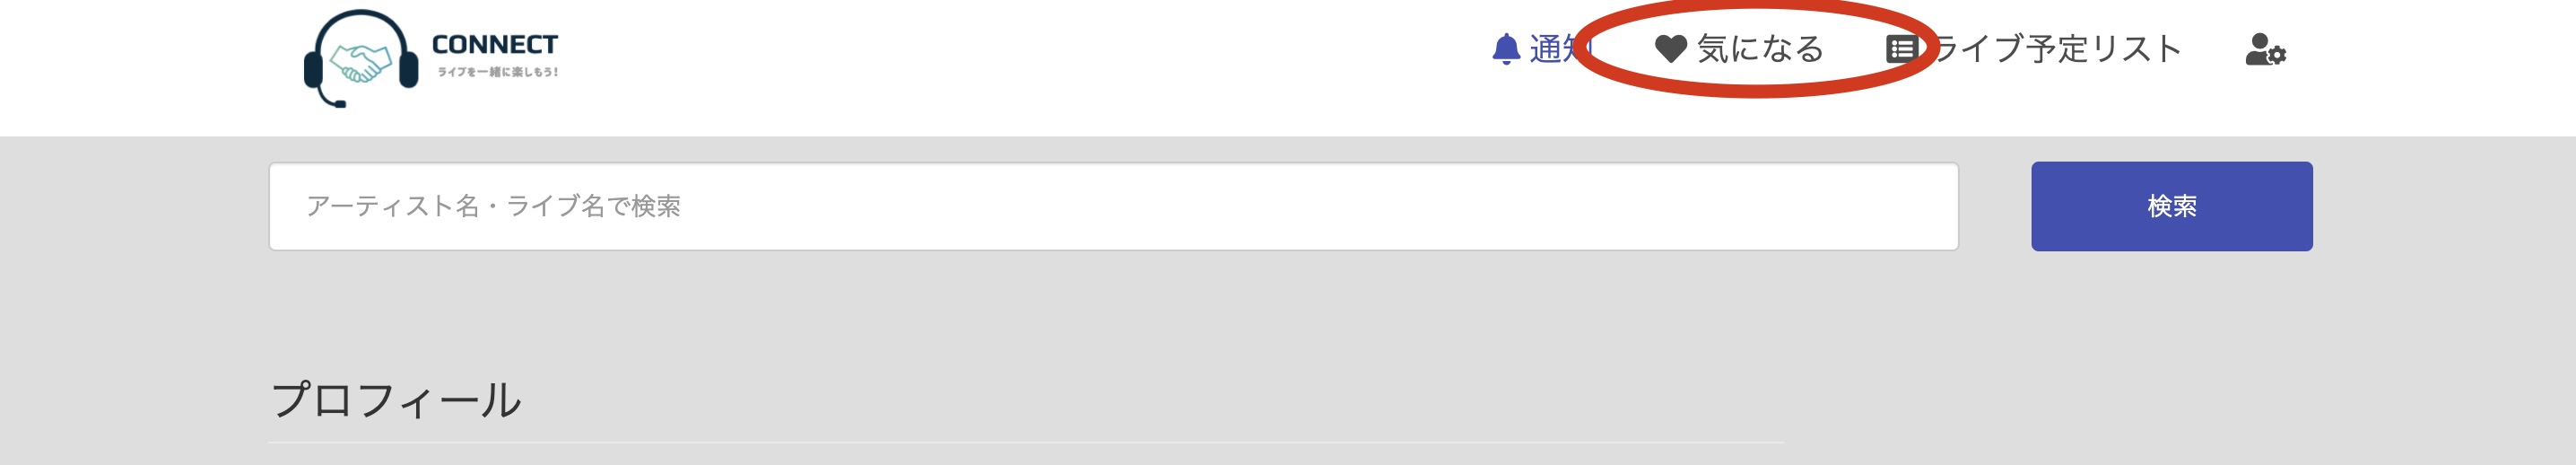 CONNECT
ライブを一緒に楽しもう!
通知 気になる ライブ予定リスト
アーティスト名・ライブ名で検索
検索
プロフィール